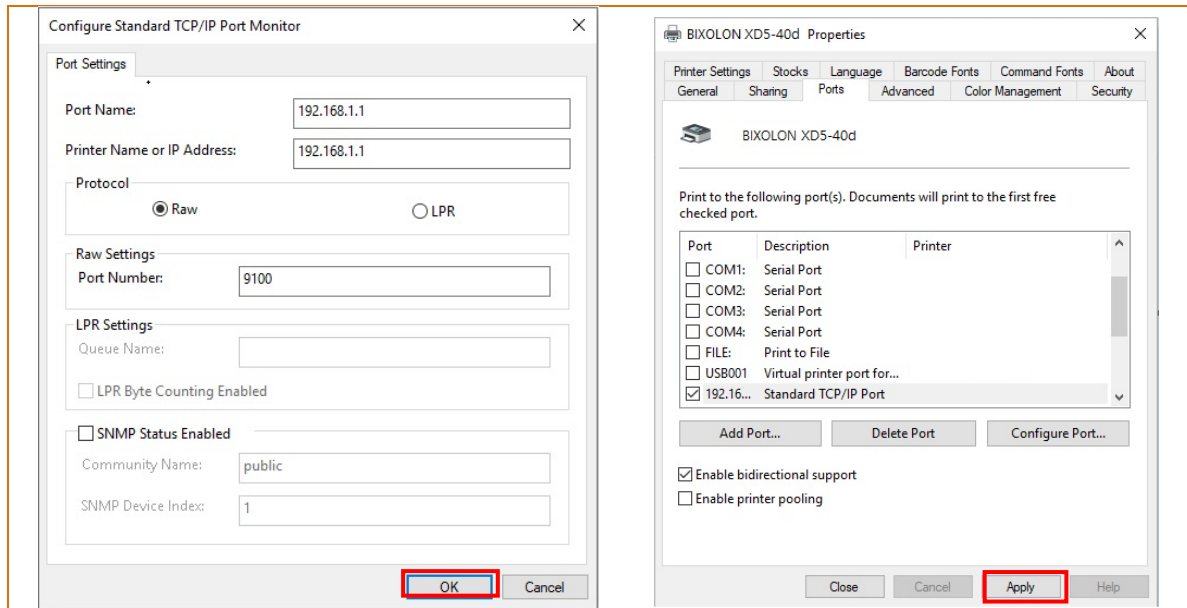 Configure Standard TCP/IP Port Monitor
Port Settings
Port Name: 192.168.1.1
Printer Name or IP Address: 192.168.1.1
Protocol
Raw LPR
Raw Settings
Port Number: 9100
LPR Settings
Queue Name:
LPR Byte Counting Enabled
SNMP Status Enabled
Community Name: public
SNMP Device Index: 1
OK Cancel
BIXOLON XD5-40d Properties
Printer Settings Stocks Language Barcode Fonts Command Fonts About
General Sharing Ports Advanced Color Management Security
BIXOLON XD5-40d
Print to the following port(s). Documents will print to the first free
checked port.
Port Description Printer
COM1: Serial Port
COM2: Serial Port
COM3: Serial Port
COM4: Serial Port
FILE: Print to File
USB001 Virtual printer port for...
192.16... Standard TCP/IP Port
Add Port... Delete Port Configure Port...
Enable bidirectional support
Enable printer pooling
Close Cancel Apply Help